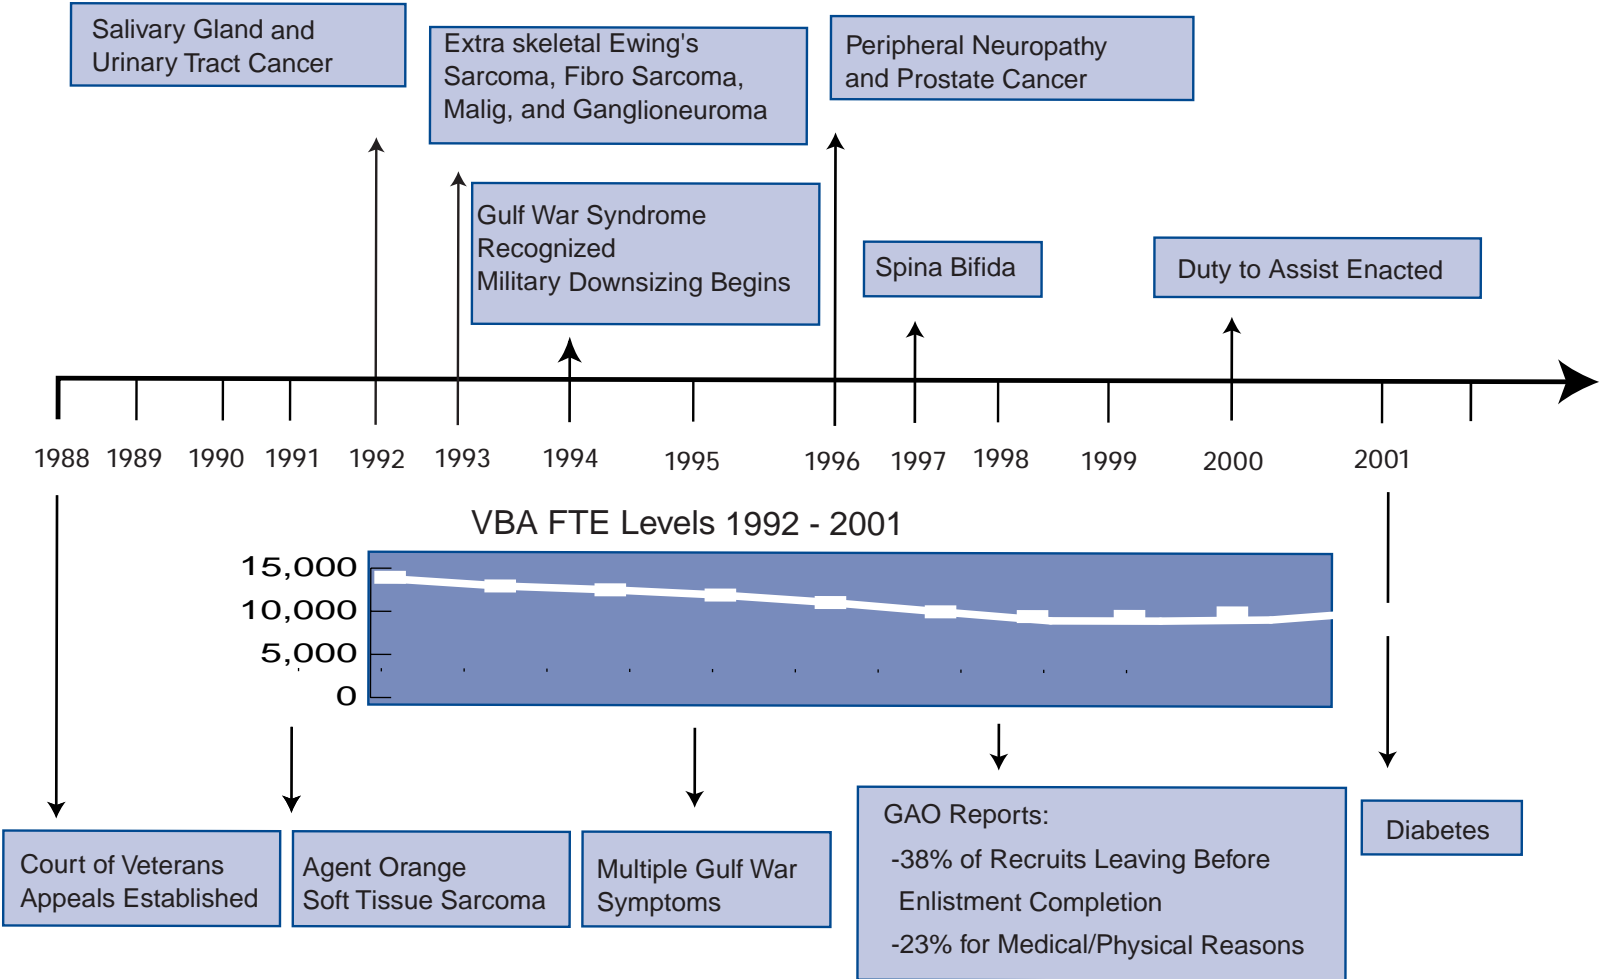 Salivary Gland and
Urinary Tract Cancer
Extra skeletal Ewing's
Sarcoma, Fibro Sarcoma,
Malig, and Ganglioneuroma
Peripheral Neuropathy
and Prostate Cancer
Gulf War Syndrome
Recognized
Military Downsizing Begins
Spina Bifida
Duty to Assist Enacted
1988 1989 1990 1991 1992 1993 1994 1995 1996 1997 1998 1999 2000 2001
VBA FTE Levels 1992 - 2001
15,000
10,000
5,000
0
Court of Veterans
Appeals Established
Agent Orange
Soft Tissue Sarcoma
Multiple Gulf War
Symptoms
GAO Reports:
-38% of Recruits Leaving Before
Enlistment Completion
-23% for Medical/Physical Reasons
Diabetes